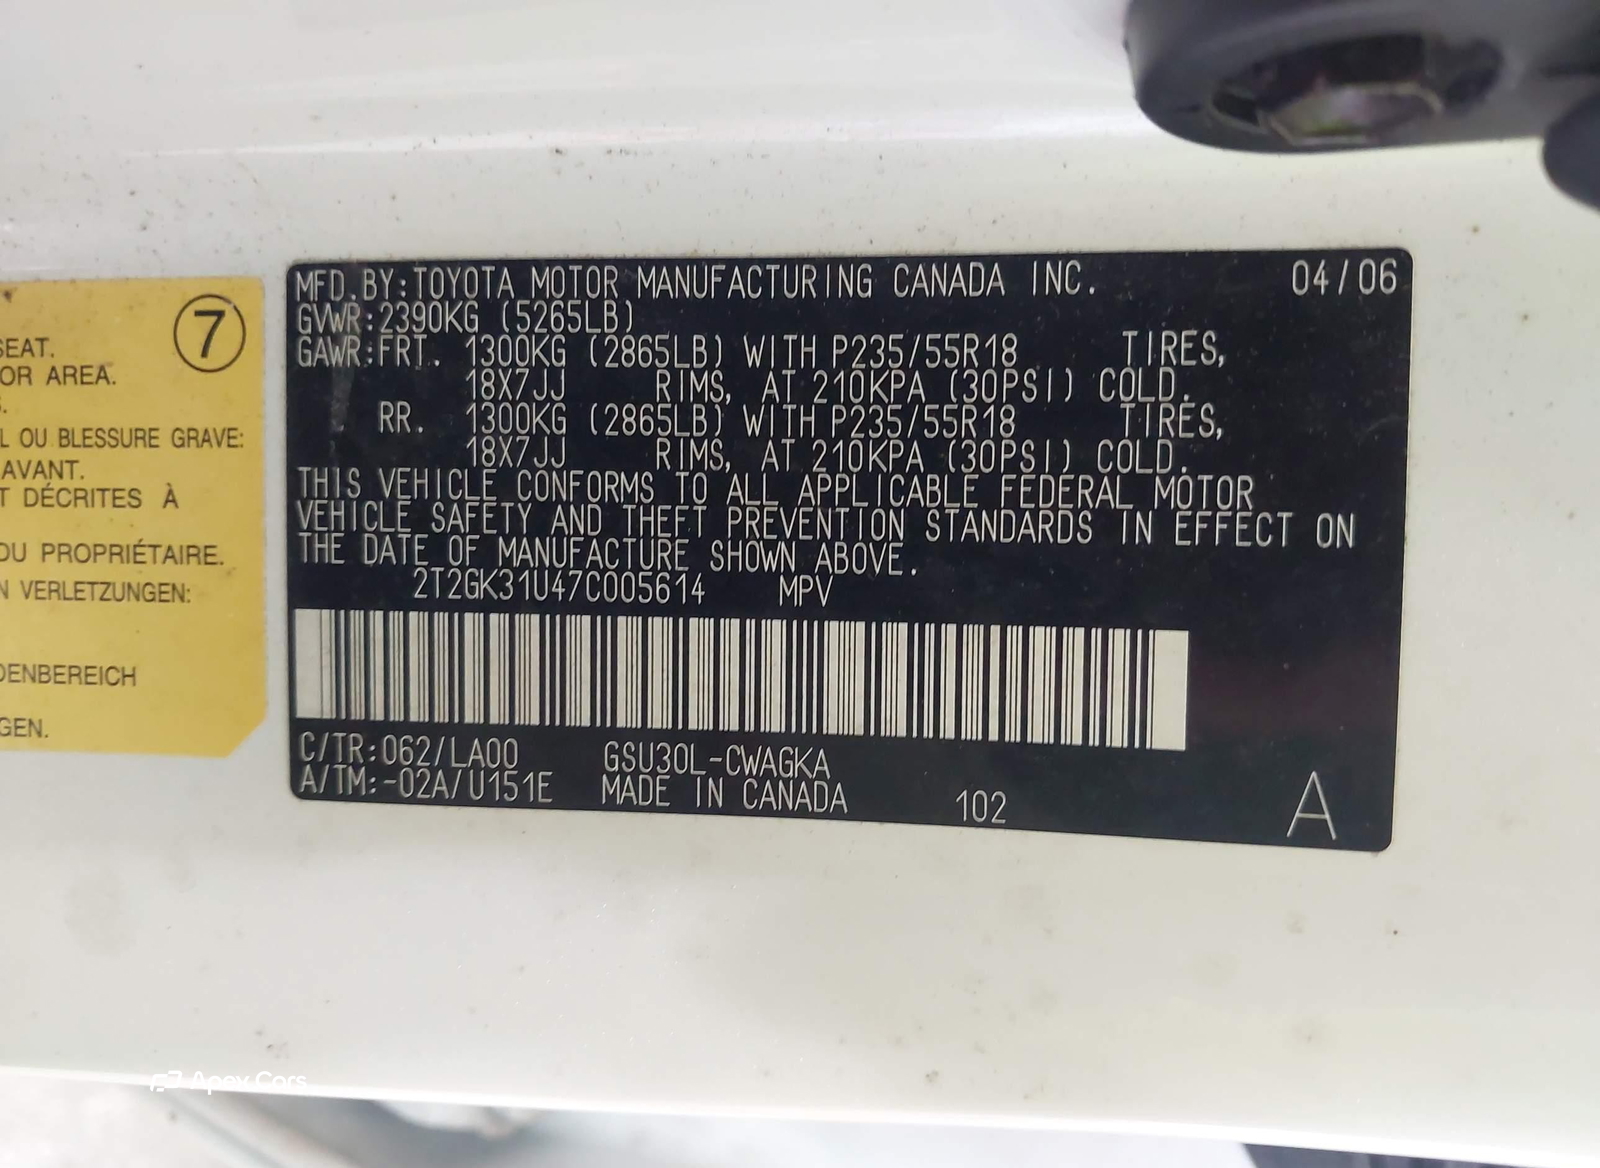 SEAT.
OR AREA.
7
L OU BLESSURE GRAVE:
AVANT.
T DÉCRITES À
DU PROPRIÉTAIRE.
N VERLETZUNGEN:
DENBEREICH
GEN.
MFD.BY:TOYOTA MOTOR MANUFACTURING CANADA INC. 04/06
GVWR:2390KG (5265LB)
GAWR:FRT. 1300KG (2865LB) WITH P235/55R18 TIRES,
18X7JJ RIMS, AT 210KPA (30PSI) COLD.
RR. 1300KG (2865LB) WITH P235/55R18 TIRES,
18X7JJ RIMS, AT 210KPA (30PSI) COLD.
THIS VEHICLE CONFORMS TO ALL APPLICABLE FEDERAL MOTOR
VEHICLE SAFETY AND THEFT PREVENTION STANDARDS IN EFFECT ON
THE DATE OF MANUFACTURE SHOWN ABOVE.
2T2GK31U47C005614 MPV
C/TR:062/LA00 GSU30L-CWAGKA
A/TM:-02A/U151E MADE IN CANADA 102 A
Apex Cars